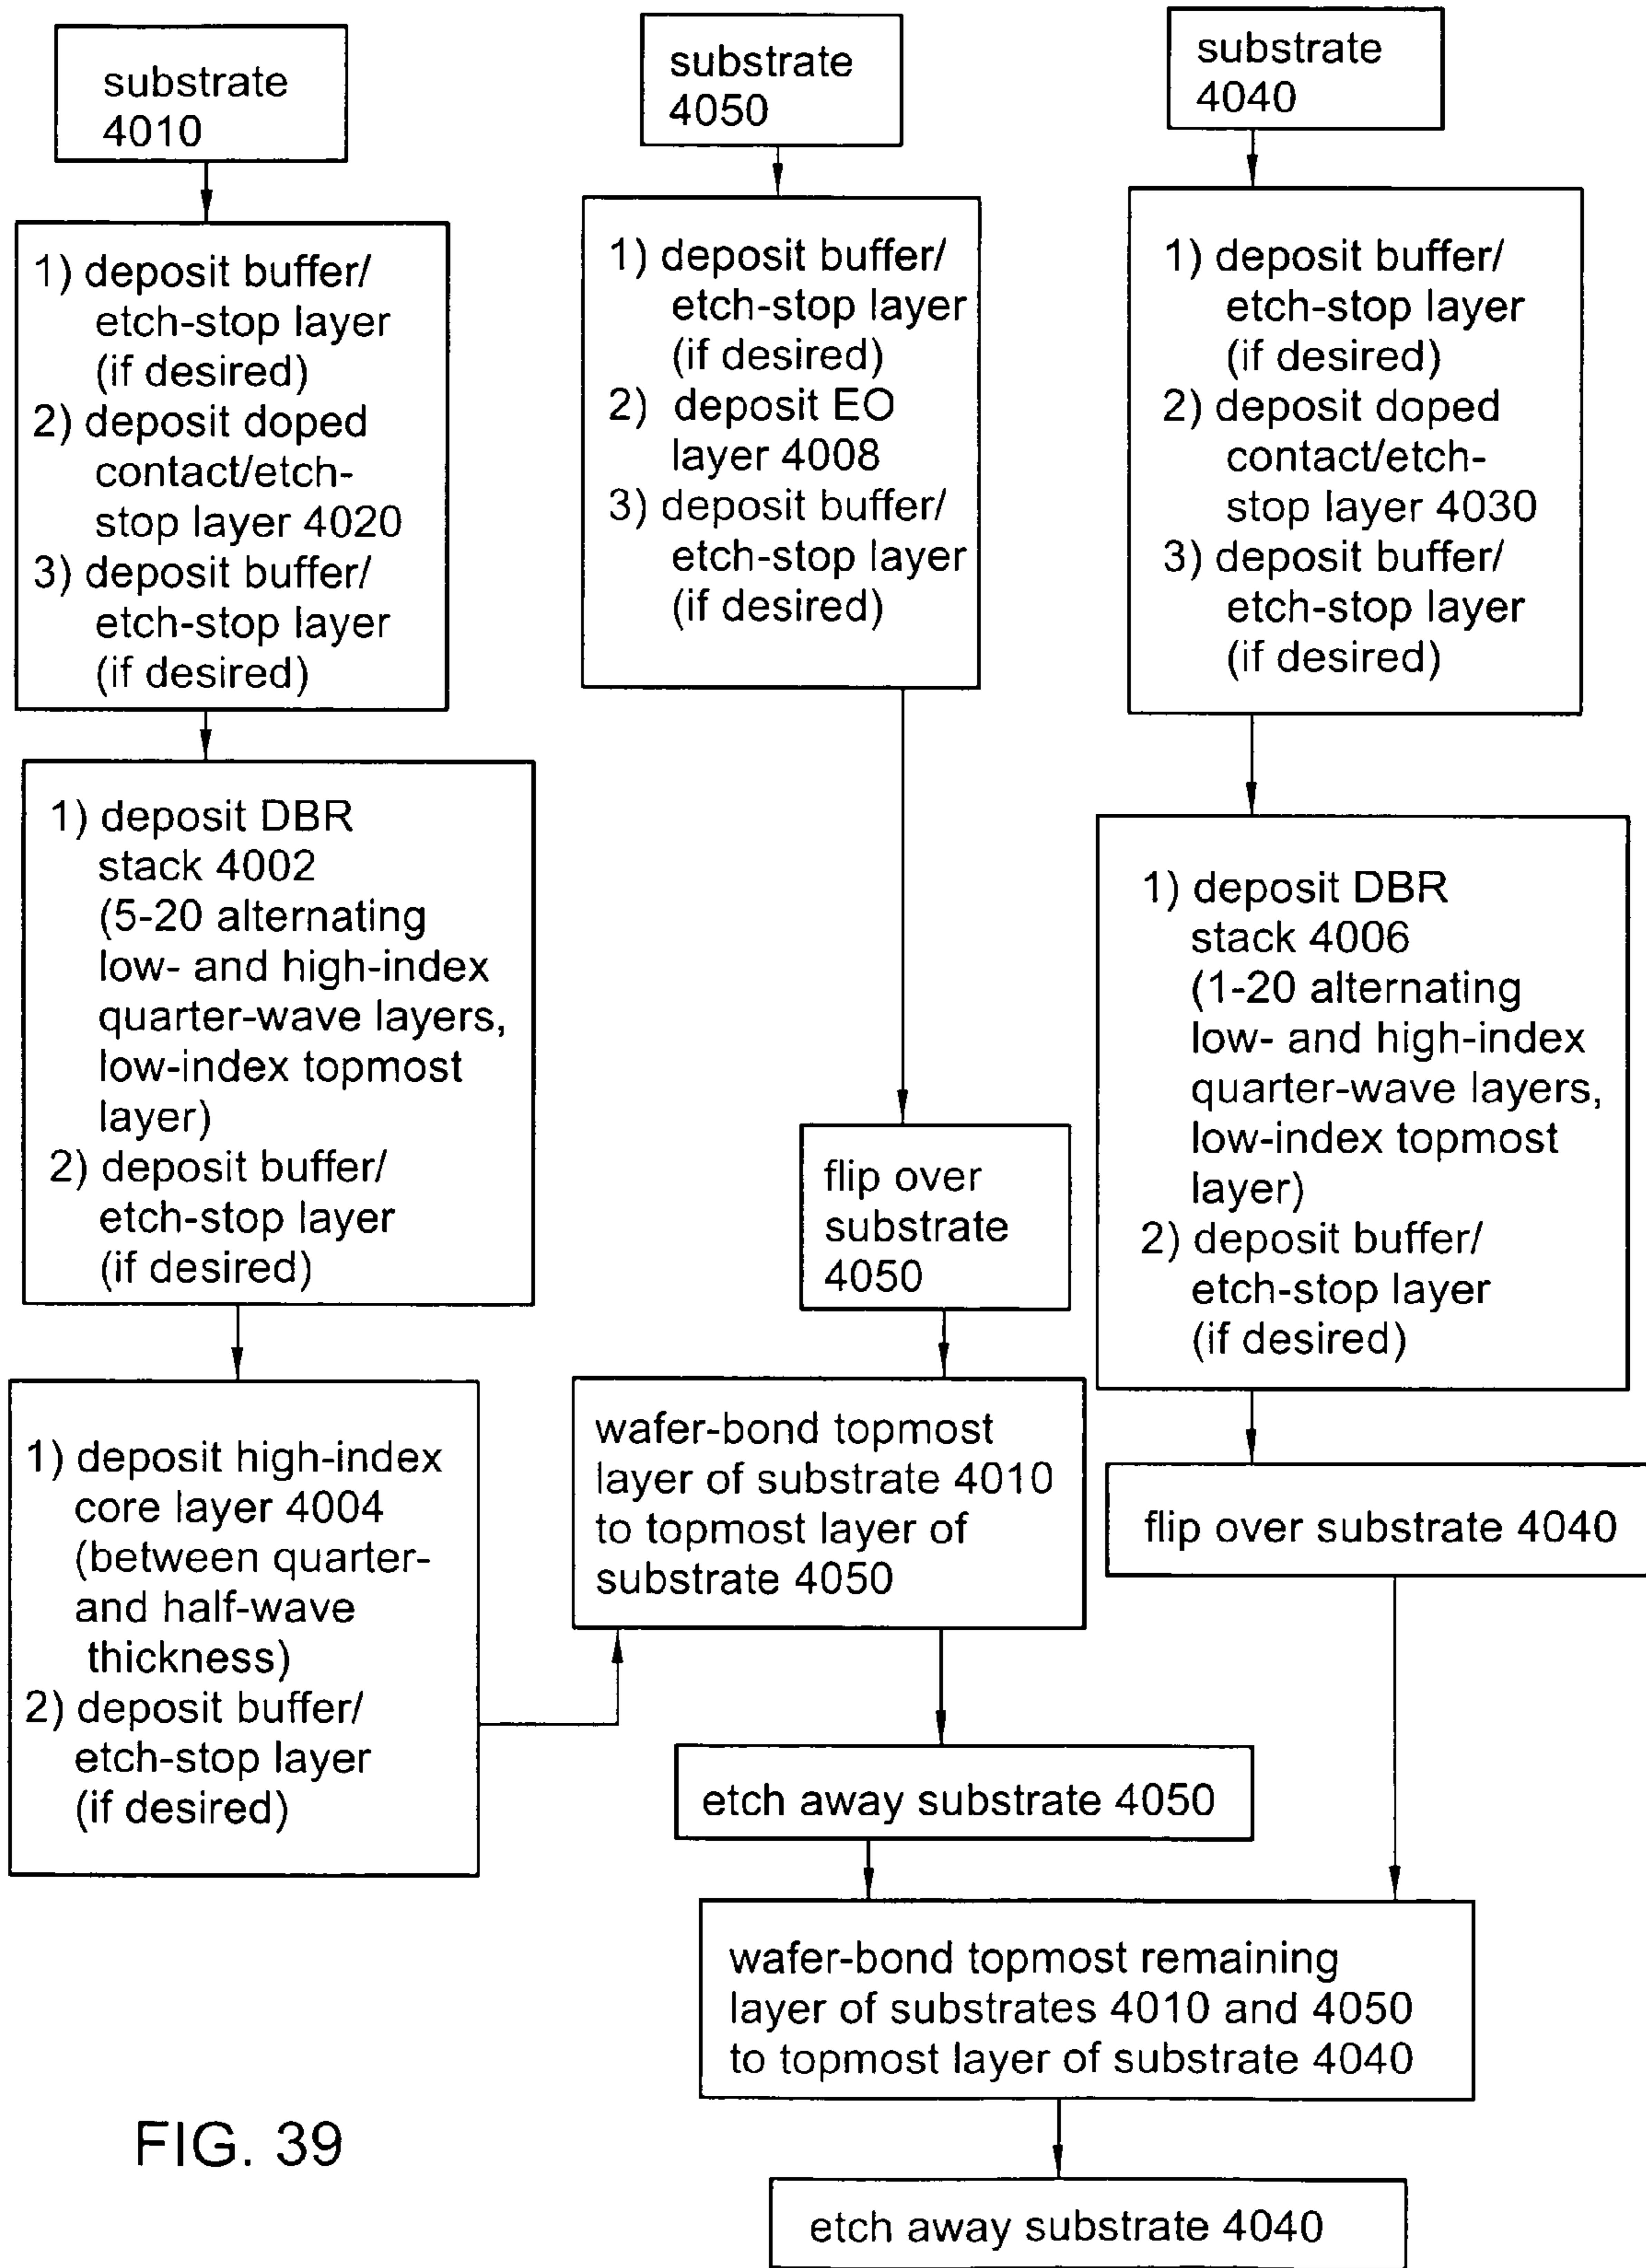 substrate
4010
1) deposit buffer/
etch-stop layer
(if desired)
2) deposit doped
contact/etch-
stop layer 4020
3) deposit buffer/
etch-stop layer
(if desired)
1) deposit DBR
stack 4002
(5-20 alternating
low- and high-index
quarter-wave layers,
low-index topmost
layer)
2) deposit buffer/
etch-stop layer
(if desired)
1) deposit high-index
core layer 4004
(between quarter-
and half-wave
thickness)
2) deposit buffer/
etch-stop layer
(if desired)
substrate
4050
1) deposit buffer/
etch-stop layer
(if desired)
2) deposit EO
layer 4008
3) deposit buffer/
etch-stop layer
(if desired)
flip over
substrate
4050
wafer-bond topmost
layer of substrate 4010
to topmost layer of
substrate 4050
etch away substrate 4050
substrate
4040
1) deposit buffer/
etch-stop layer
(if desired)
2) deposit doped
contact/etch-
stop layer 4030
3) deposit buffer/
etch-stop layer
(if desired)
1) deposit DBR
stack 4006
(1-20 alternating
low- and high-index
quarter-wave layers,
low-index topmost
layer)
2) deposit buffer/
etch-stop layer
(if desired)
flip over substrate 4040
wafer-bond topmost remaining
layer of substrates 4010 and 4050
to topmost layer of substrate 4040
etch away substrate 4040
FIG. 39